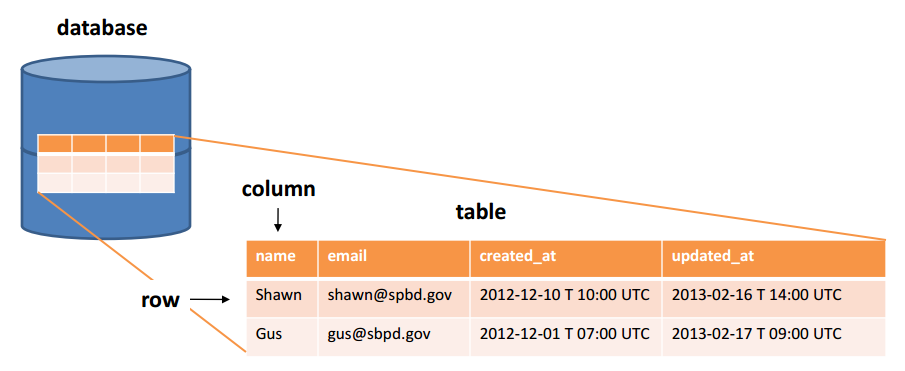 database
column
table
name email created_at updated_at
row
Shawn shawn@spbd.gov 2012-12-10 T 10:00 UTC 2013-02-16 T 14:00 UTC
Gus gus@sbpd.gov 2012-12-01 T 07:00 UTC 2013-02-17 T 09:00 UTC